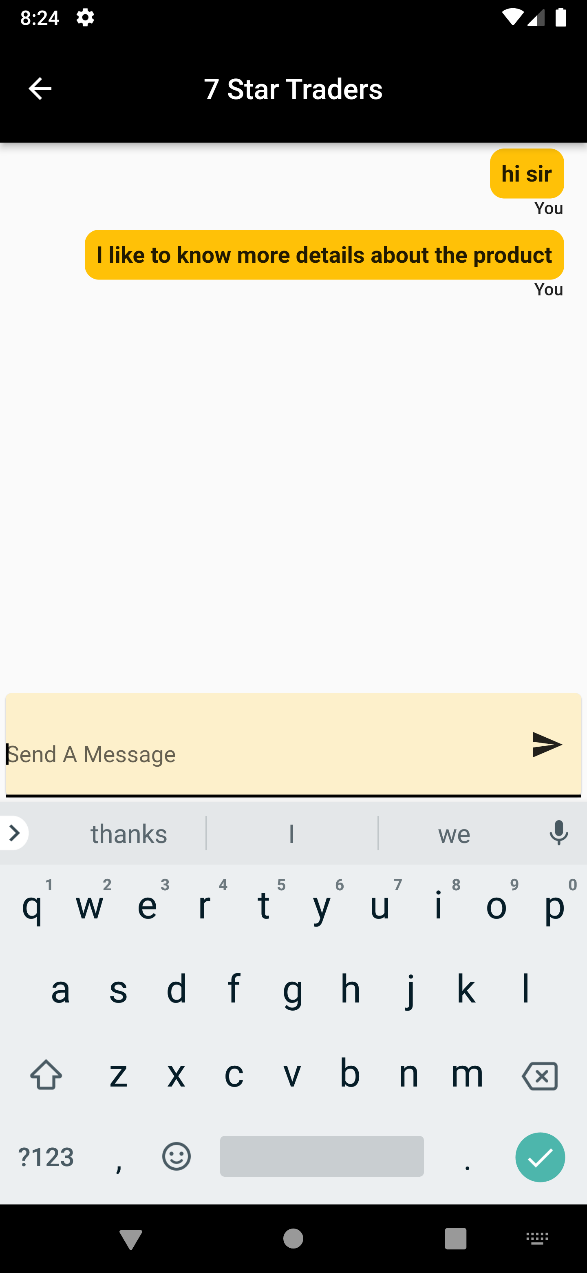 8:24
7 Star Traders
hi sir
You
I like to know more details about the product
You
Send A Message
thanks I we
1 2 3 4 5 6 7 8 9 0
q w e r t y u i o p
a s d f g h j k l
z x c v b n m
?123 , .